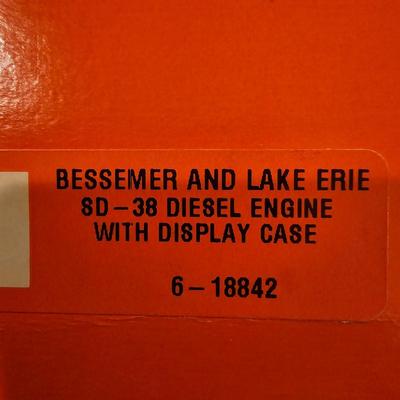 BESSEMER AND LAKE ERIE
SD-38 DIESEL ENGINE
WITH DISPLAY CASE
6-18842